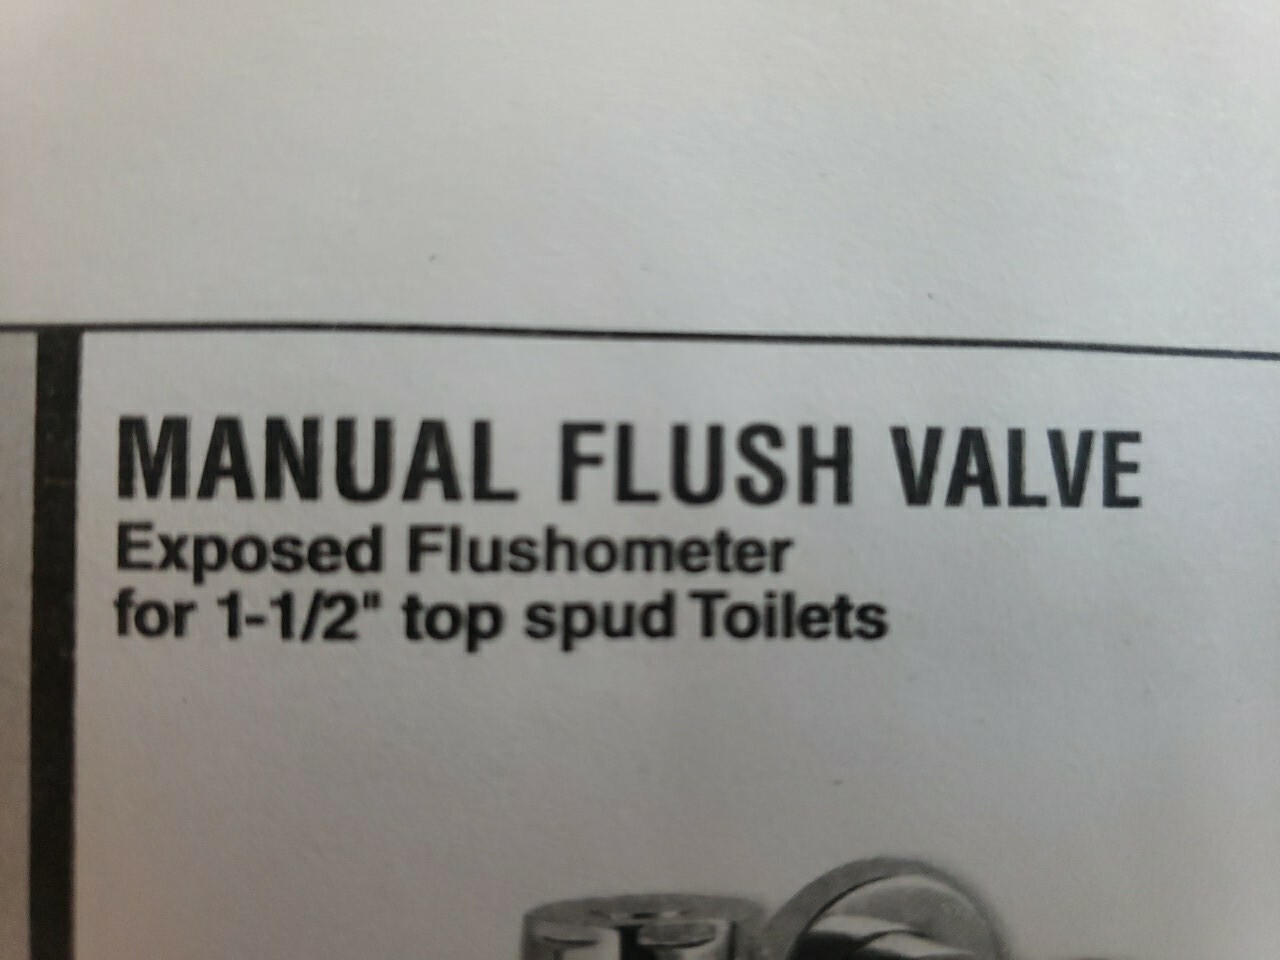 MANUAL FLUSH VALVE
Exposed Flushometer
for 1-1/2" top spud Toilets